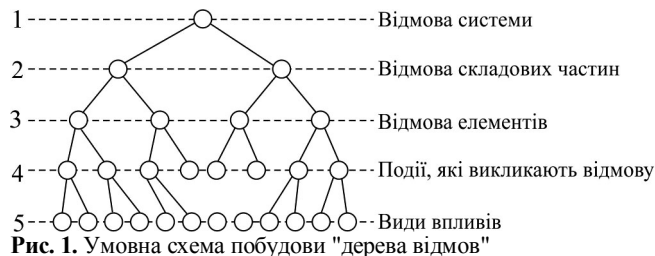 1 Відмова системи
2 Відмова складових частин
3 Відмова елементів
4 Події, які викликають відмову
5 Види впливів
Рис. 1. Умовна схема побудови "дерева відмов"